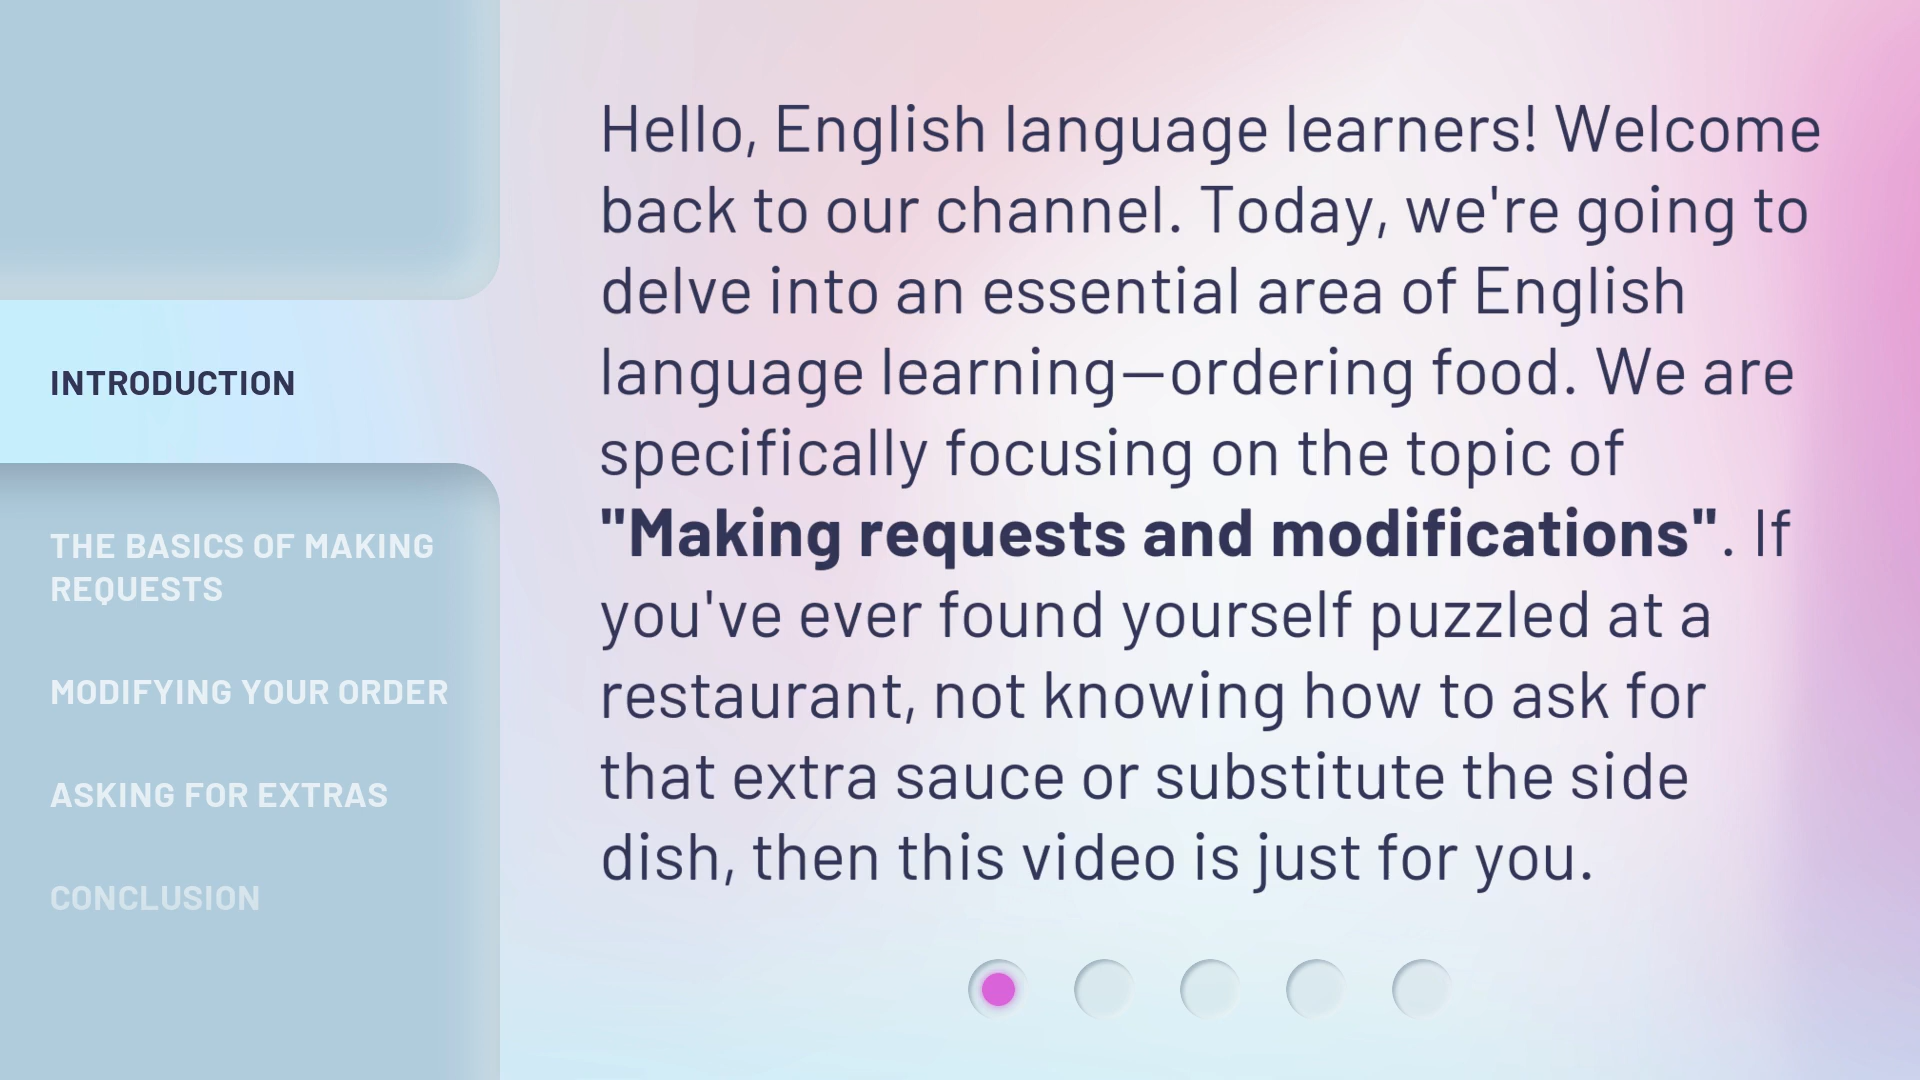 INTRODUCTION
THE BASICS OF MAKING
REQUESTS
MODIFYING YOUR ORDER
ASKING FOR EXTRAS
CONCLUSION
Hello, English language learners! Welcome
back to our channel. Today, we're going to
delve into an essential area of English
language learning—ordering food. We are
specifically focusing on the topic of
"Making requests and modifications". If
you've ever found yourself puzzled at a
restaurant, not knowing how to ask for
that extra sauce or substitute the side
dish, then this video is just for you.